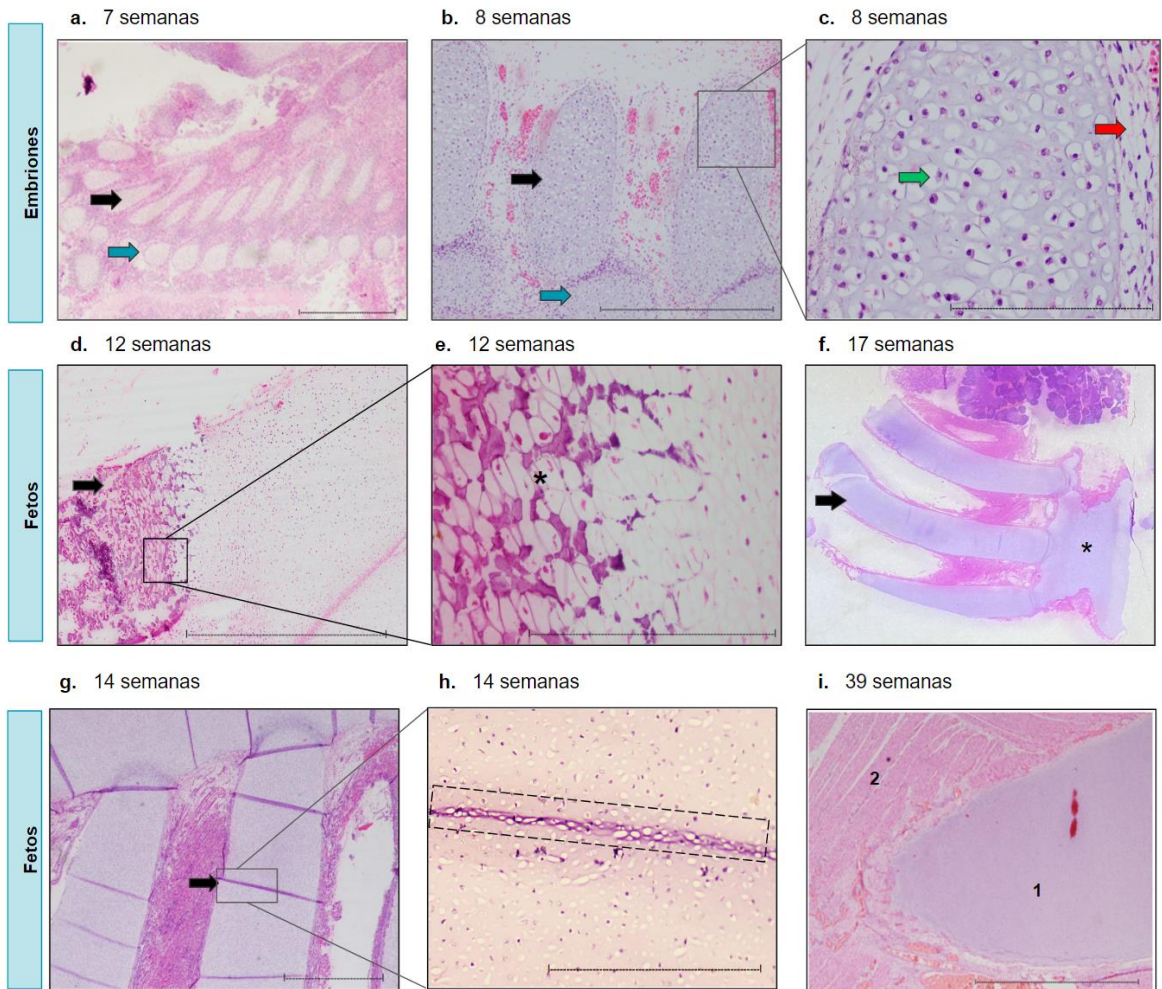 a. 7 semanas
b. 8 semanas
c. 8 semanas
Embriones
d. 12 semanas
e. 12 semanas
f. 17 semanas
Fetos
*
*
g. 14 semanas
h. 14 semanas
i. 39 semanas
Fetos
2
1